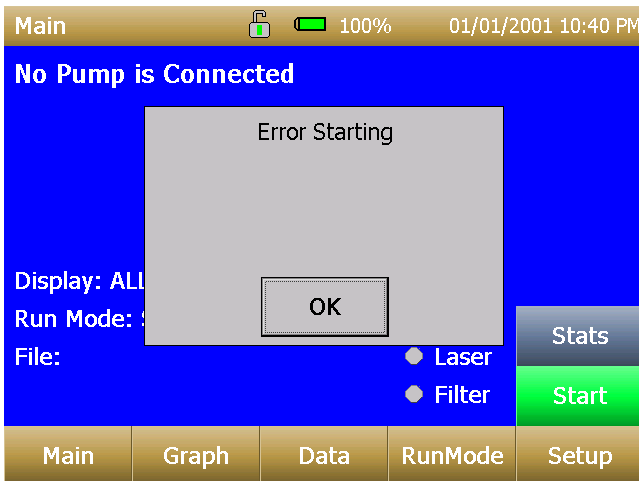 Main 100% 01/01/2001 10:40 PM
No Pump is Connected
Error Starting
Display: ALL
Run Mode:
OK
File:
Stats
Laser
Filter
Start
Main Graph Data RunMode Setup